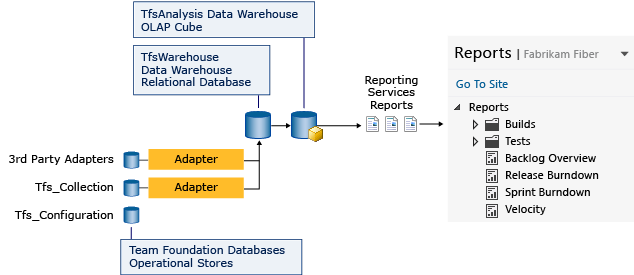 TfsAnalysis Data Warehouse
OLAP Cube
TfsWarehouse
Data Warehouse
Relational Database
Reporting
Services
Reports
3rd Party Adapters
Adapter
Tfs_Collection
Adapter
Tfs_Configuration
Team Foundation Databases
Operational Stores
Reports | Fabrikam Fiber
Go To Site
Reports
Builds
Tests
Backlog Overview
Release Burndown
Sprint Burndown
Velocity